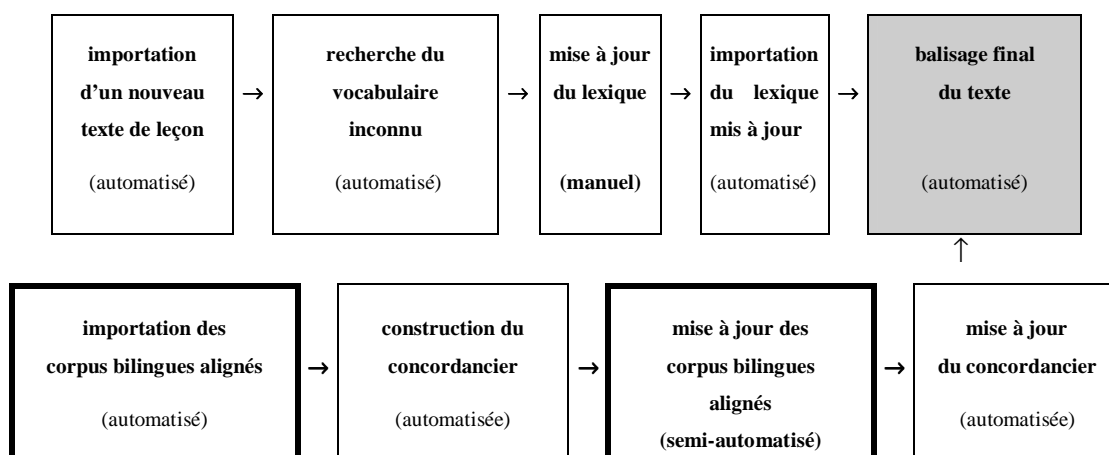 importation
d'un nouveau
texte de leçon
(automatisé)
→
recherche du
vocabulaire
inconnu
(automatisé)
→
mise à jour
du lexique
(manuel)
→
importation
du lexique
mis à jour
(automatisé)
→
balisage final
du texte
(automatisé)
↑
importation des
corpus bilingues alignés
(automatisé)
→
construction du
concordancier
(automatisée)
→
mise à jour des
corpus bilingues
alignés
(semi-automatisé)
→
mise à jour
du concordancier
(automatisée)